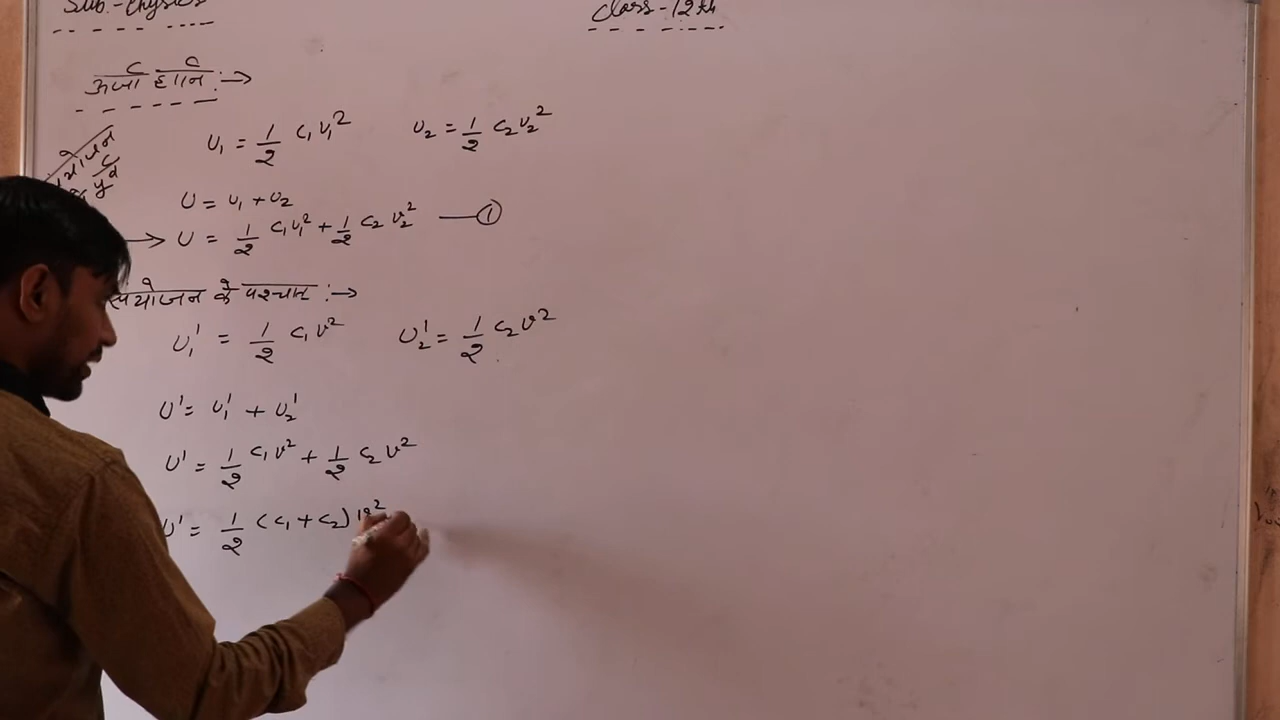 Sub.-Physics
Class-12th
ऊर्जा हानि :→
U₁ = 1/2 C₁V₁² U₂ = 1/2 C₂V₂²
U = U₁ + U₂
→ U = 1/2 C₁V₁² + 1/2 C₂V₂² —①
संयोजन के पश्चात :→
U₁' = 1/2 C₁V² U₂' = 1/2 C₂V²
U' = U₁' + U₂'
U' = 1/2 C₁V² + 1/2 C₂V²
U' = 1/2 (C₁ + C₂) V²